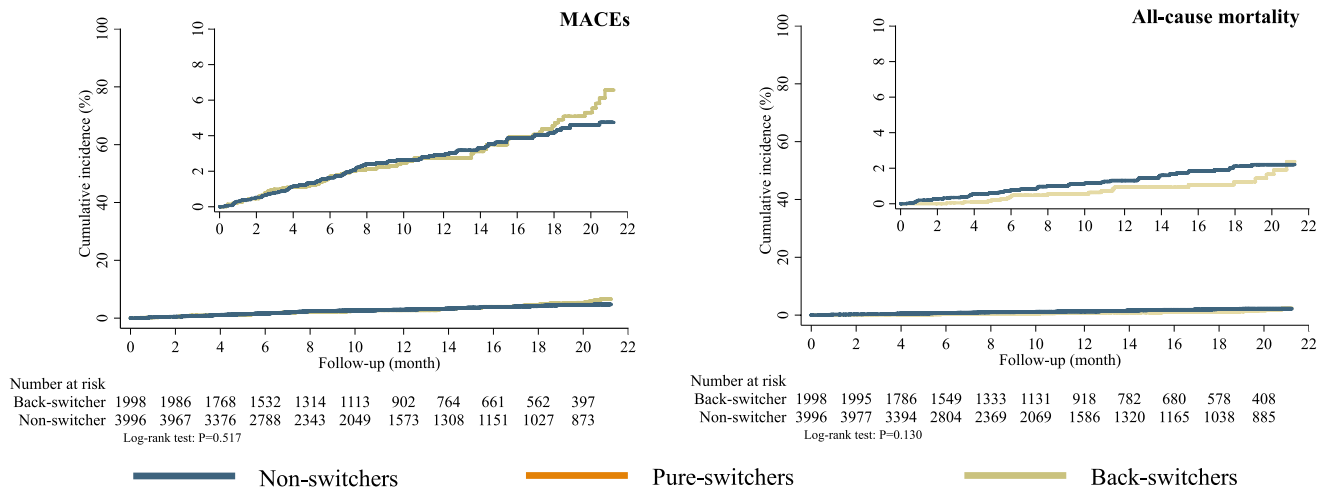 MACEs
All-cause mortality
Cumulative incidence (%)
100
80
60
40
20
0
10
8
6
4
2
0
0 2 4 6 8 10 12 14 16 18 20 22
0 2 4 6 8 10 12 14 16 18 20 22
Follow-up (month)
Number at risk
Back-switcher 1998 1986 1768 1532 1314 1113 902 764 661 562 397
Non-switcher 3996 3967 3376 2788 2343 2049 1573 1308 1151 1027 873
Log-rank test: P=0.517
Cumulative incidence (%)
100
80
60
40
20
0
10
8
6
4
2
0
0 2 4 6 8 10 12 14 16 18 20 22
0 2 4 6 8 10 12 14 16 18 20 22
Follow-up (month)
Number at risk
Back-switcher 1998 1995 1786 1549 1333 1131 918 782 680 578 408
Non-switcher 3996 3977 3394 2804 2369 2069 1586 1320 1165 1038 885
Log-rank test: P=0.130
Non-switchers
Pure-switchers
Back-switchers